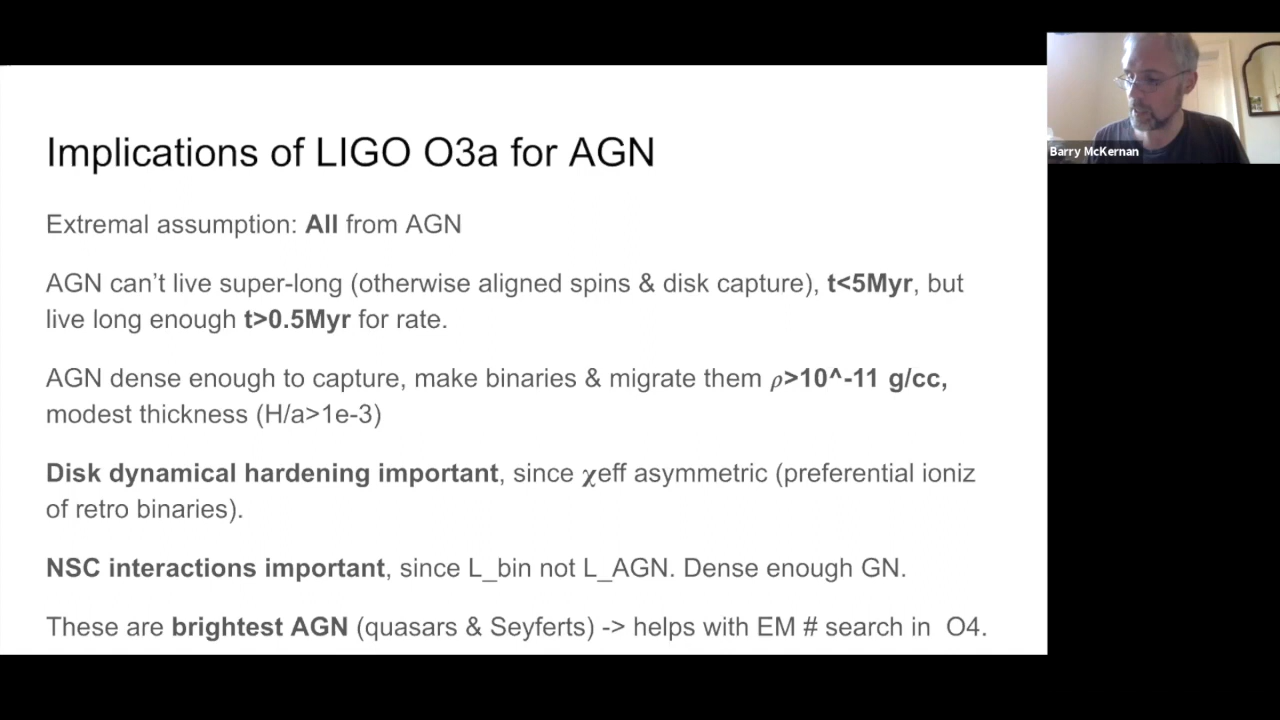 Implications of LIGO O3a for AGN
Extremal assumption: All from AGN
AGN can't live super-long (otherwise aligned spins & disk capture), t<5Myr, but
live long enough t>0.5Myr for rate.
AGN dense enough to capture, make binaries & migrate them ρ>10^-11 g/cc,
modest thickness (H/a>1e-3)
Disk dynamical hardening important, since χeff asymmetric (preferential ioniz
of retro binaries).
NSC interactions important, since L_bin not L_AGN. Dense enough GN.
These are brightest AGN (quasars & Seyferts) -> helps with EM # search in O4.
Barry McKernan